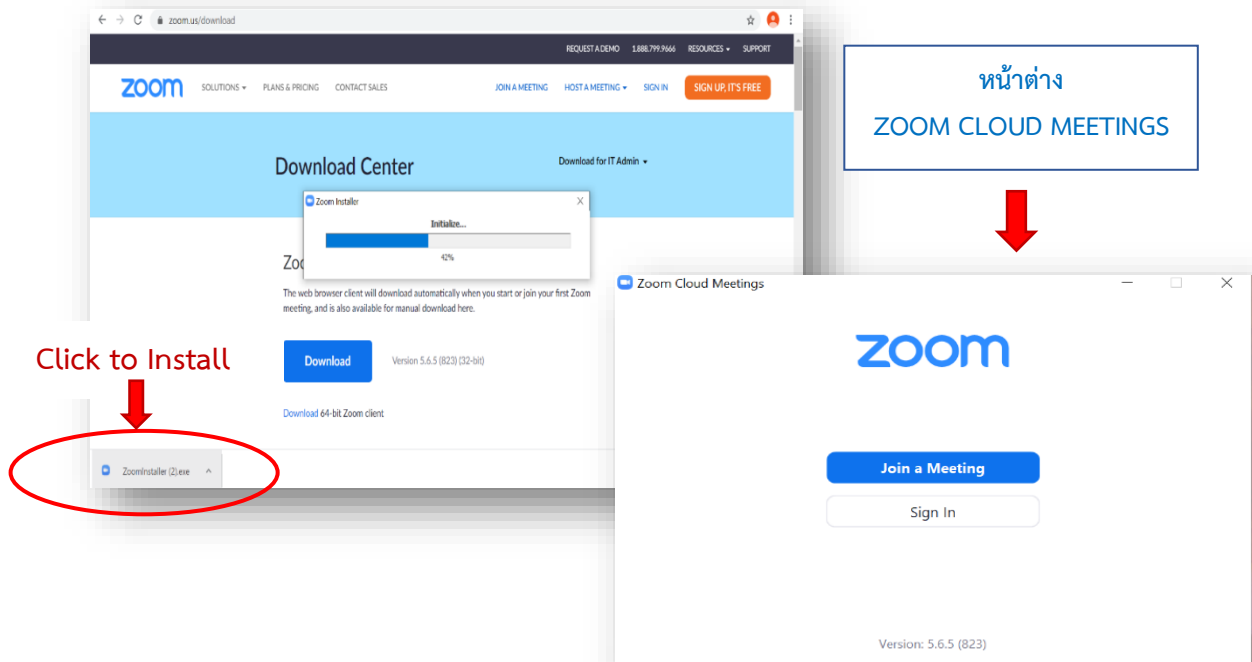 zoom.us/download
REQUEST A DEMO 1.888.799.9666 RESOURCES SUPPORT
zoom SOLUTIONS PLANS & PRICING CONTACT SALES JOIN A MEETING HOST A MEETING SIGN IN SIGN UP, IT'S FREE
Download Center Download for IT Admin
Zoom Installer
Initialize...
42%
Zoo
The web browser client will download automatically when you start or join your first Zoom
meeting, and is also available for manual download here.
Download Version 5.6.5 (823) (32-bit)
Download 64-bit Zoom client
Click to Install
ZoomInstaller (2).exe
หน้าต่าง
ZOOM CLOUD MEETINGS
Zoom Cloud Meetings
zoom
Join a Meeting
Sign In
Version: 5.6.5 (823)